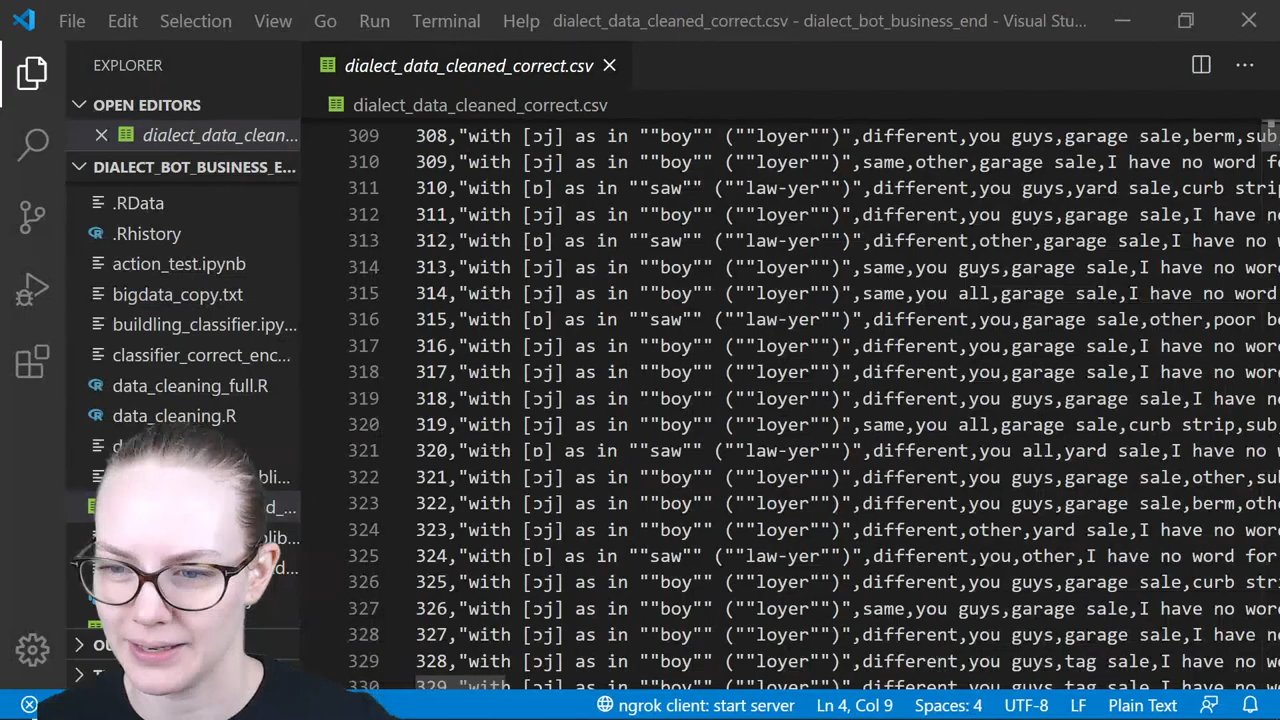 File Edit Selection View Go Run Terminal Help dialect_data_cleaned_correct.csv - dialect_bot_business_end - Visual Stu...
EXPLORER
OPEN EDITORS
dialect_data_clean...
DIALECT_BOT_BUSINESS_E...
.RData
.Rhistory
action_test.ipynb
bigdata_copy.txt
buildling_classifier.ipy...
classifier_correct_enc...
data_cleaning_full.R
data_cleaning.R
dialect_data_cleaned_correct.csv
dialect_data_cleaned_correct.csv
309 308,"with [ɔj] as in ""boy"" (""loyer"")",different,you guys,garage sale,berm,sub
310 309,"with [ɔj] as in ""boy"" (""loyer"")",same,other,garage sale,I have no word f
311 310,"with [ɒ] as in ""saw"" (""law-yer"")",different,you guys,yard sale,curb strip
312 311,"with [ɔj] as in ""boy"" (""loyer"")",different,you guys,garage sale,I have no
313 312,"with [ɒ] as in ""saw"" (""law-yer"")",different,other,garage sale,I have no w
314 313,"with [ɔj] as in ""boy"" (""loyer"")",same,you guys,garage sale,I have no word
315 314,"with [ɔj] as in ""boy"" (""loyer"")",same,you all,garage sale,I have no word
316 315,"with [ɒ] as in ""saw"" (""law-yer"")",different,you,garage sale,other,poor bo
317 316,"with [ɔj] as in ""boy"" (""loyer"")",different,you,garage sale,I have no wor
318 317,"with [ɔj] as in ""boy"" (""loyer"")",different,you,garage sale,I have no wor
319 318,"with [ɔj] as in ""boy"" (""loyer"")",different,you guys,garage sale,I have no
320 319,"with [ɔj] as in ""boy"" (""loyer"")",same,you all,garage sale,curb strip,sub
321 320,"with [ɒ] as in ""saw"" (""law-yer"")",different,you all,yard sale,I have no w
322 321,"with [ɔj] as in ""boy"" (""loyer"")",different,you guys,garage sale,other,su
323 322,"with [ɔj] as in ""boy"" (""loyer"")",different,you guys,garage sale,berm,oth
324 323,"with [ɔj] as in ""boy"" (""loyer"")",different,other,yard sale,I have no wor
325 324,"with [ɒ] as in ""saw"" (""law-yer"")",different,you,other,I have no word for
326 325,"with [ɔj] as in ""boy"" (""loyer"")",different,you guys,garage sale,curb stri
327 326,"with [ɔj] as in ""boy"" (""loyer"")",same,you guys,garage sale,I have no word
328 327,"with [ɔj] as in ""boy"" (""loyer"")",different,you guys,garage sale,I have no
329 328,"with [ɔj] as in ""boy"" (""loyer"")",different,you guys,tag sale,I have no w
ngrok client: start server Ln 4, Col 9 Spaces: 4 UTF-8 LF Plain Text